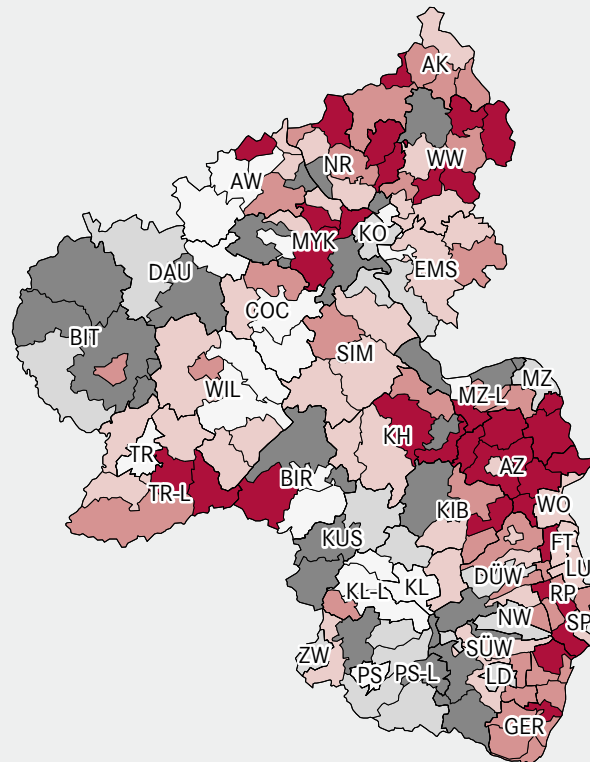 AK
WW
NR
AW
KO
MYK
EMS
DAU
COC
BIT
SIM
WIL
MZ
MZ-L
KH
AZ
TR
BIR
TR-L
WO
KIB
KUS
FT
LU
DÜW
KL-L
KL
RP
NW
SP
SÜW
ZW
PS
PS-L
LD
GER